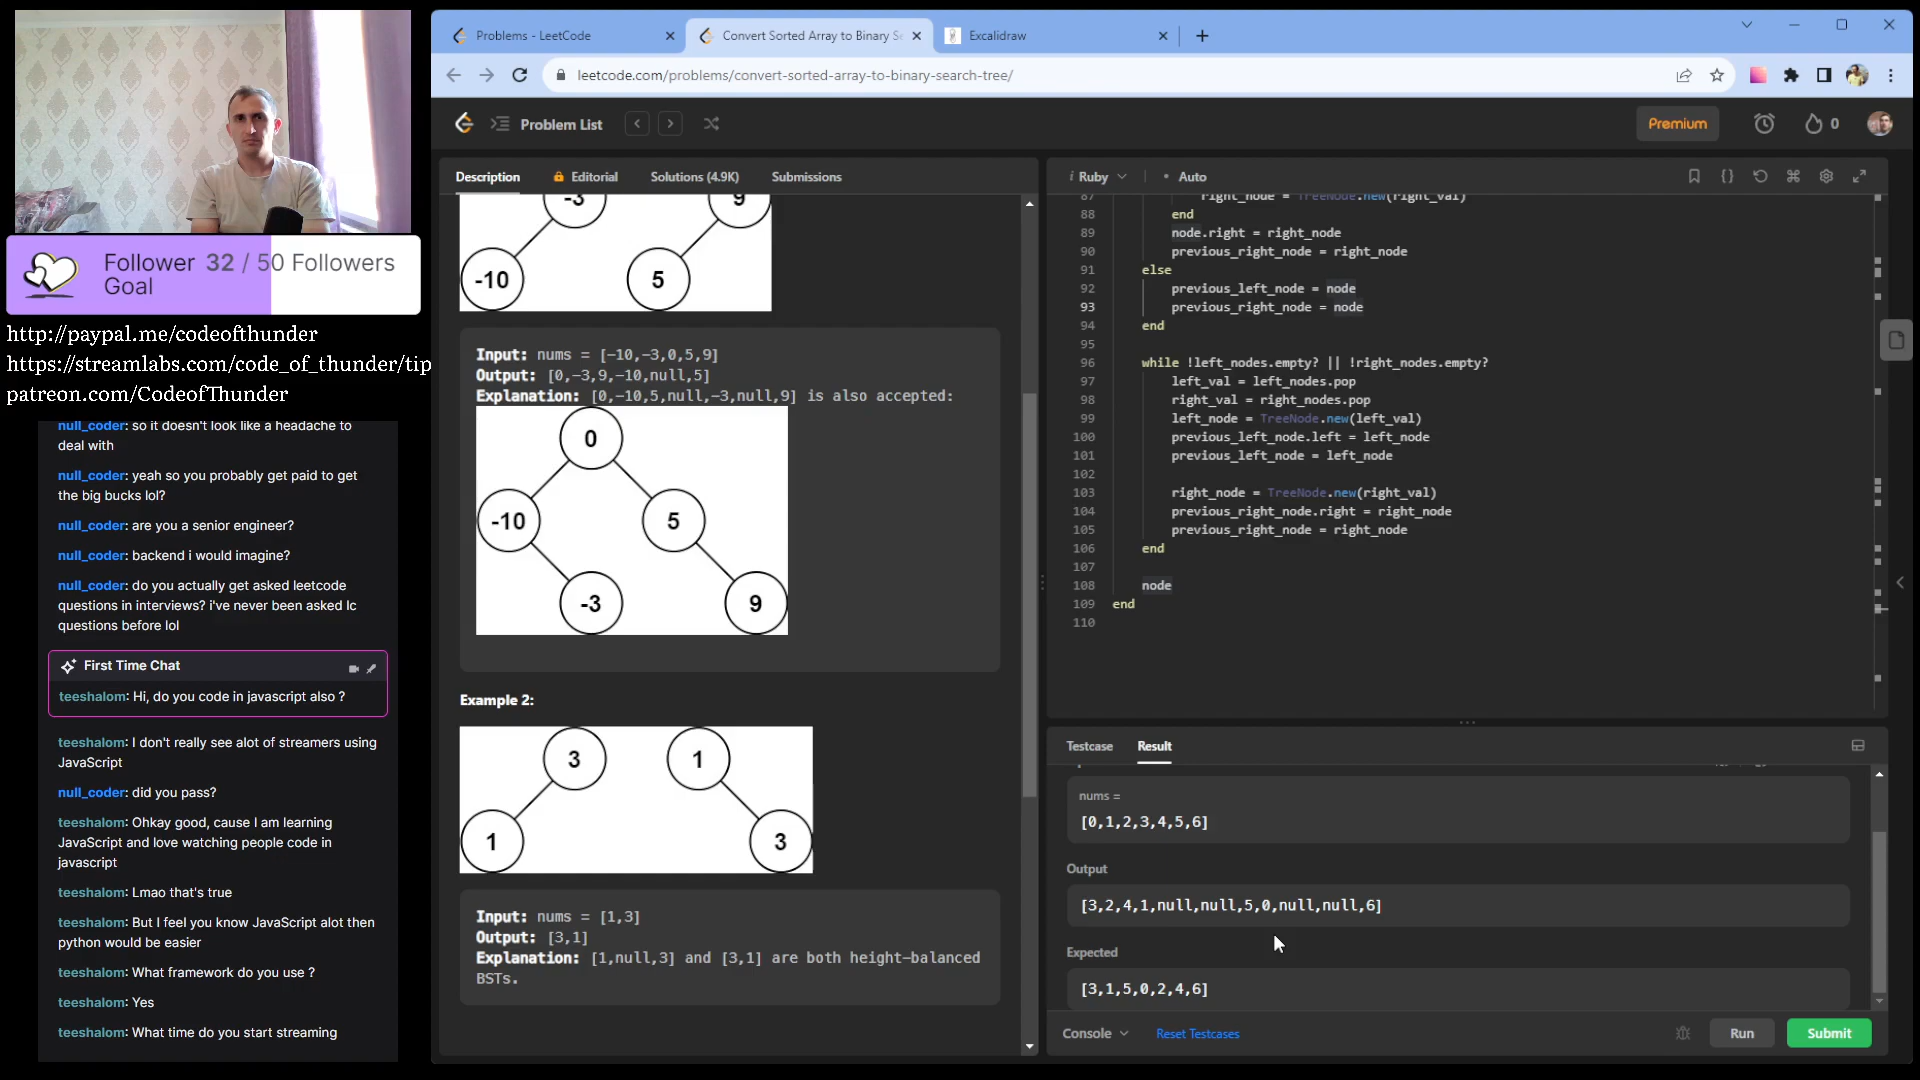 Follower 32 / 50 Followers
Goal
http://paypal.me/codeofthunder
https://streamlabs.com/code_of_thunder/tip
patreon.com/CodeofThunder
null_coder: so it doesn't look like a headache to
deal with
null_coder: yeah so you probably get paid to get
the big bucks lol?
null_coder: are you a senior engineer?
null_coder: backend i would imagine?
null_coder: do you actually get asked leetcode
questions in interviews? i've never been asked lc
questions before lol
First Time Chat
teeshalom: Hi, do you code in javascript also ?
teeshalom: I don't really see alot of streamers using
JavaScript
null_coder: did you pass?
teeshalom: Ohkay good, cause I am learning
JavaScript and love watching people code in
javascript
teeshalom: Lmao that's true
teeshalom: But I feel you know JavaScript alot then
python would be easier
teeshalom: What framework do you use ?
teeshalom: Yes
teeshalom: What time do you start streaming
Problems - LeetCode
Convert Sorted Array to Binary Se
Excalidraw
leetcode.com/problems/convert-sorted-array-to-binary-search-tree/
Problem List
Premium
0
Description
Editorial
Solutions (4.9K)
Submissions
-3 9
-10 5
Input: nums = [-10,-3,0,5,9]
Output: [0,-3,9,-10,null,5]
Explanation: [0,-10,5,null,-3,null,9] is also accepted:
0
-10 5
-3 9
Example 2:
3 1
1 3
Input: nums = [1,3]
Output: [3,1]
Explanation: [1,null,3] and [3,1] are both height-balanced
BSTs.
i Ruby
Auto
87 right_node = TreeNode.new(right_val)
88 end
89 node.right = right_node
90 previous_right_node = right_node
91 else
92 previous_left_node = node
93 previous_right_node = node
94 end
95
96 while !left_nodes.empty? || !right_nodes.empty?
97 left_val = left_nodes.pop
98 right_val = right_nodes.pop
99 left_node = TreeNode.new(left_val)
100 previous_left_node.left = left_node
101 previous_left_node = left_node
102
103 right_node = TreeNode.new(right_val)
104 previous_right_node.right = right_node
105 previous_right_node = right_node
106 end
107
108 node
109 end
110
Testcase
Result
nums =
[0,1,2,3,4,5,6]
Output
[3,2,4,1,null,null,5,0,null,null,6]
Expected
[3,1,5,0,2,4,6]
Console
Reset Testcases
Run
Submit